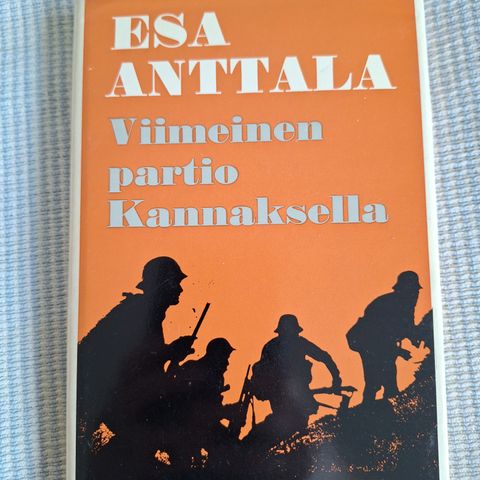 ESA
ANTTALA
Viimeinen
partio
Kannaksella